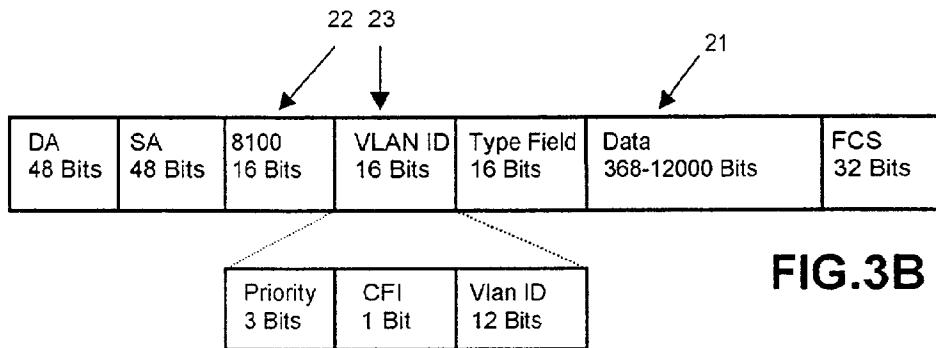 22 23
21
DA
48 Bits
SA
48 Bits
8100
16 Bits
VLAN ID
16 Bits
Type Field
16 Bits
Data
368-12000 Bits
FCS
32 Bits
Priority
3 Bits
CFI
1 Bit
Vlan ID
12 Bits
FIG.3B